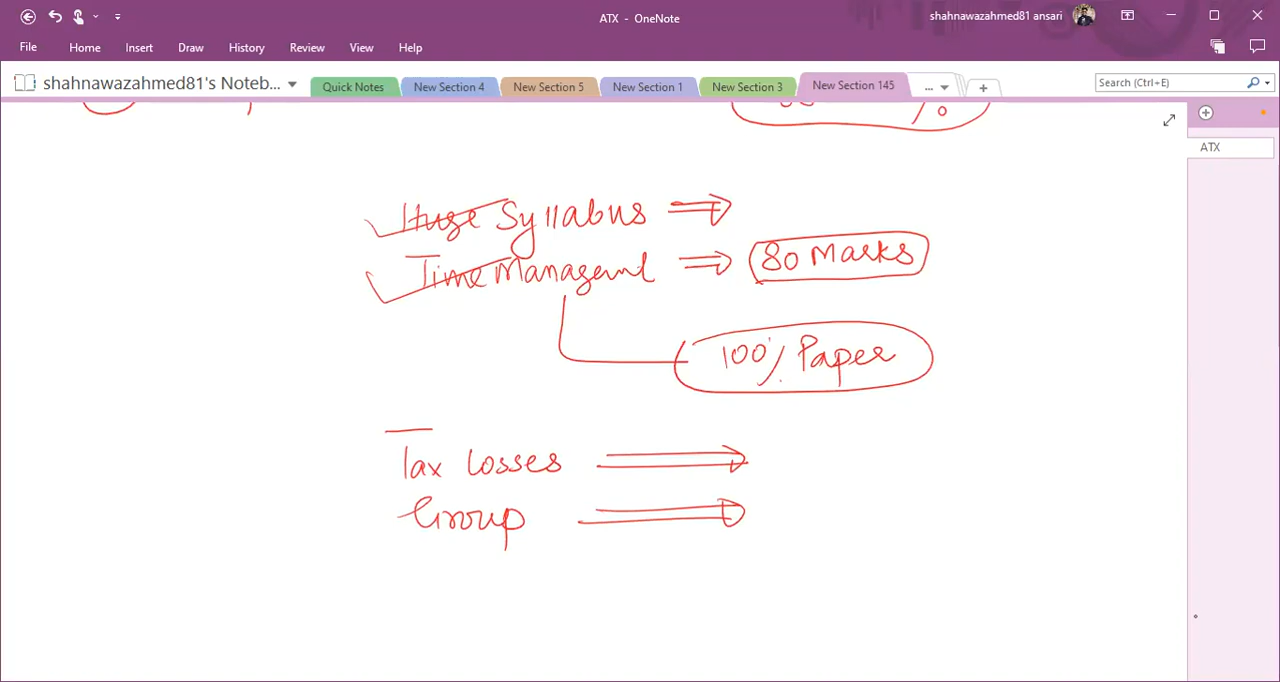 ATX - OneNote
shahnawazahmed81 ansari
File Home Insert Draw History Review View Help
shahnawazahmed81's Noteb... Quick Notes New Section 4 New Section 5 New Section 1 New Section 3 New Section 145 ... Search (Ctrl+E)
ATX
Huge Syllabus
Time Managemt 80 Marks
100% Paper
Tax Losses
Group